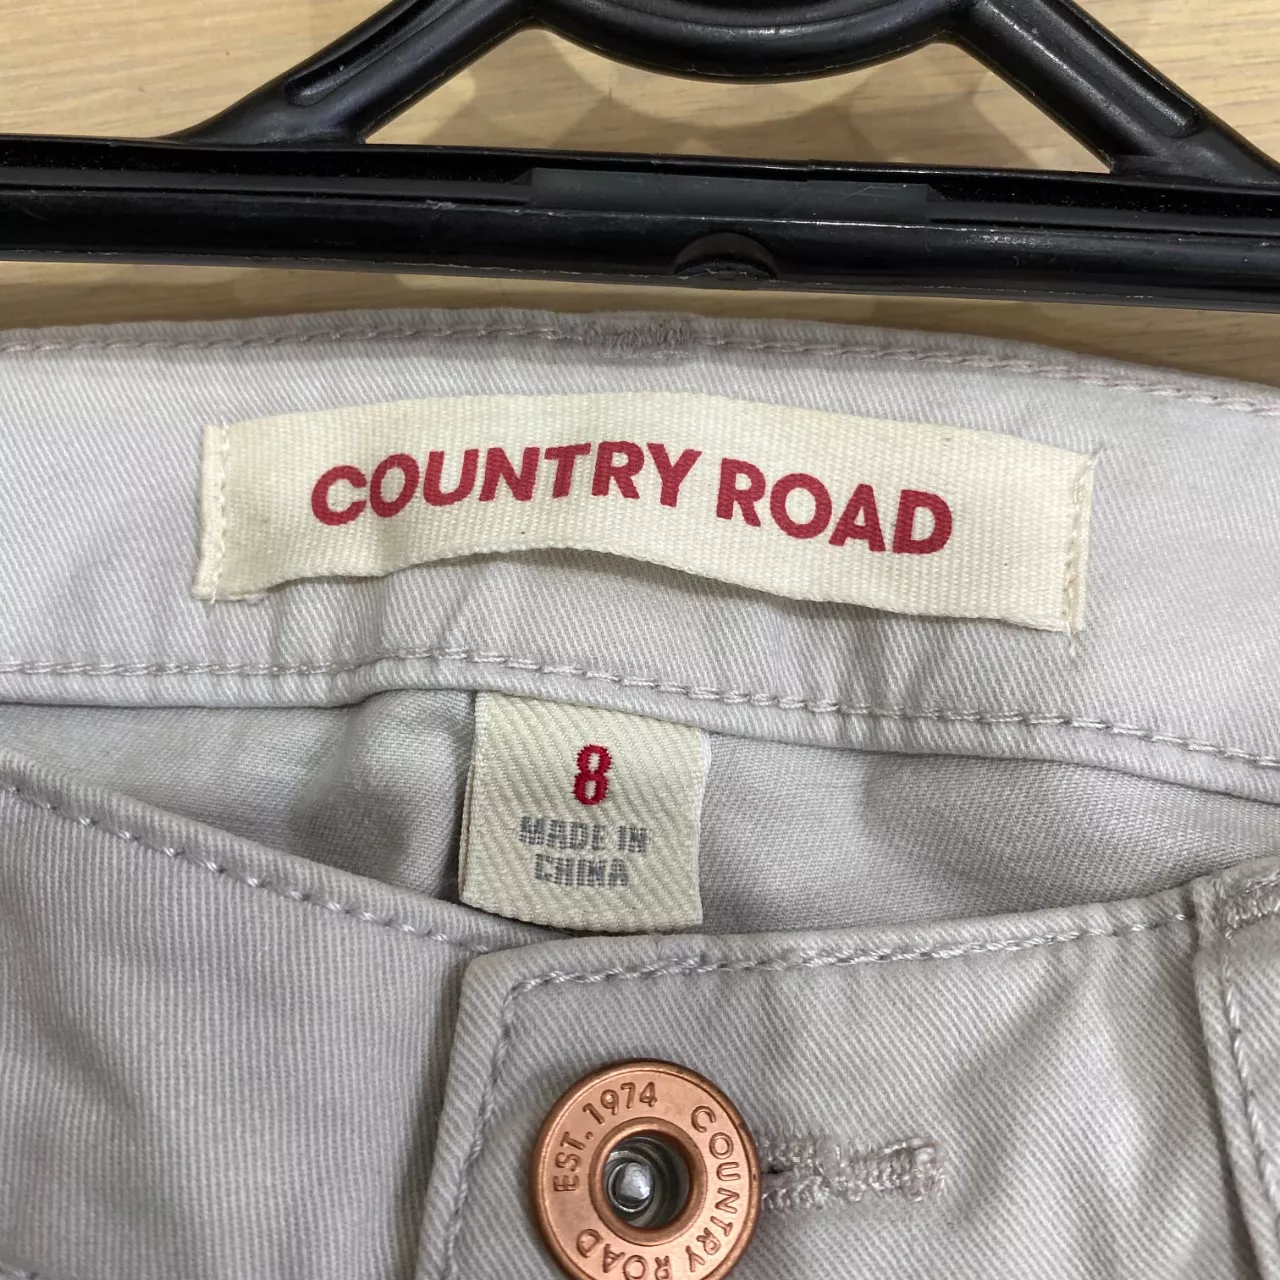 COUNTRY ROAD
8
MADE IN
CHINA
EST. 1974
COUNTRY ROAD